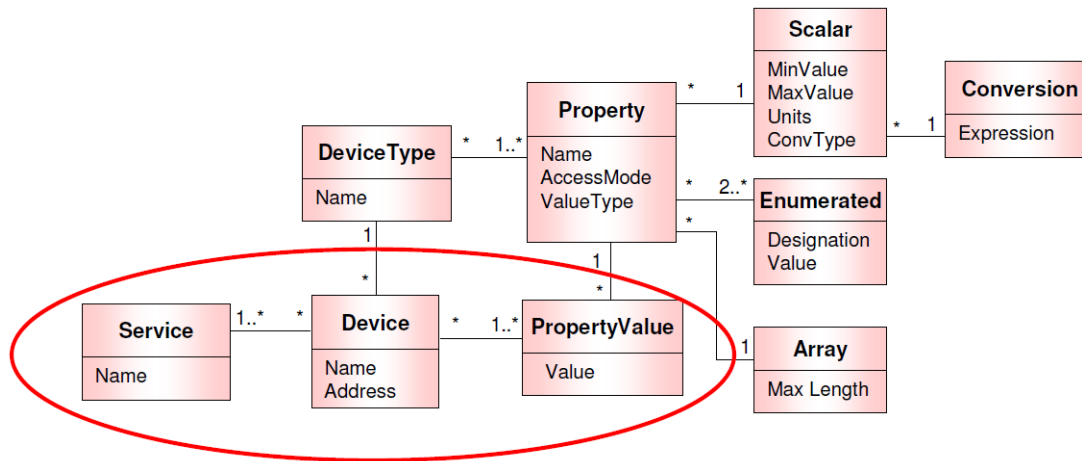 Scalar
MinValue
MaxValue
Units
ConvType
Conversion
Expression
* 1
* 1
Property
Name
AccessMode
ValueType
DeviceType
Name
* 1..*
* 2..*
Enumerated
Designation
Value
*
1
*
1
*
Service
Name
1..* *
Device
Name
Address
* 1..*
PropertyValue
Value
1
Array
Max Length